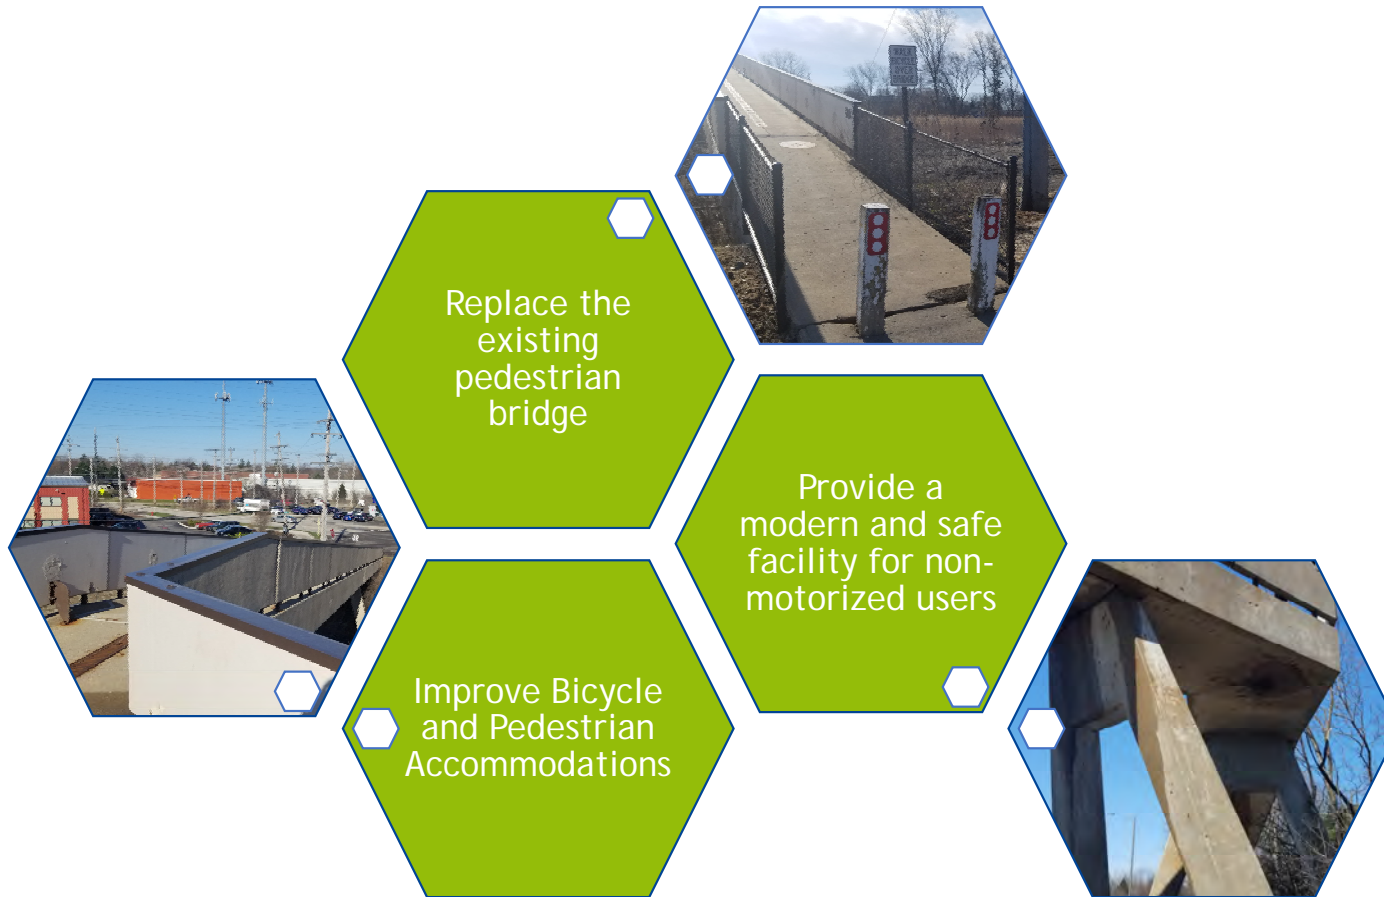 WALK
Replace the
existing
pedestrian
bridge
Provide a
modern and safe
facility for non-
motorized users
Improve Bicycle
and Pedestrian
Accommodations